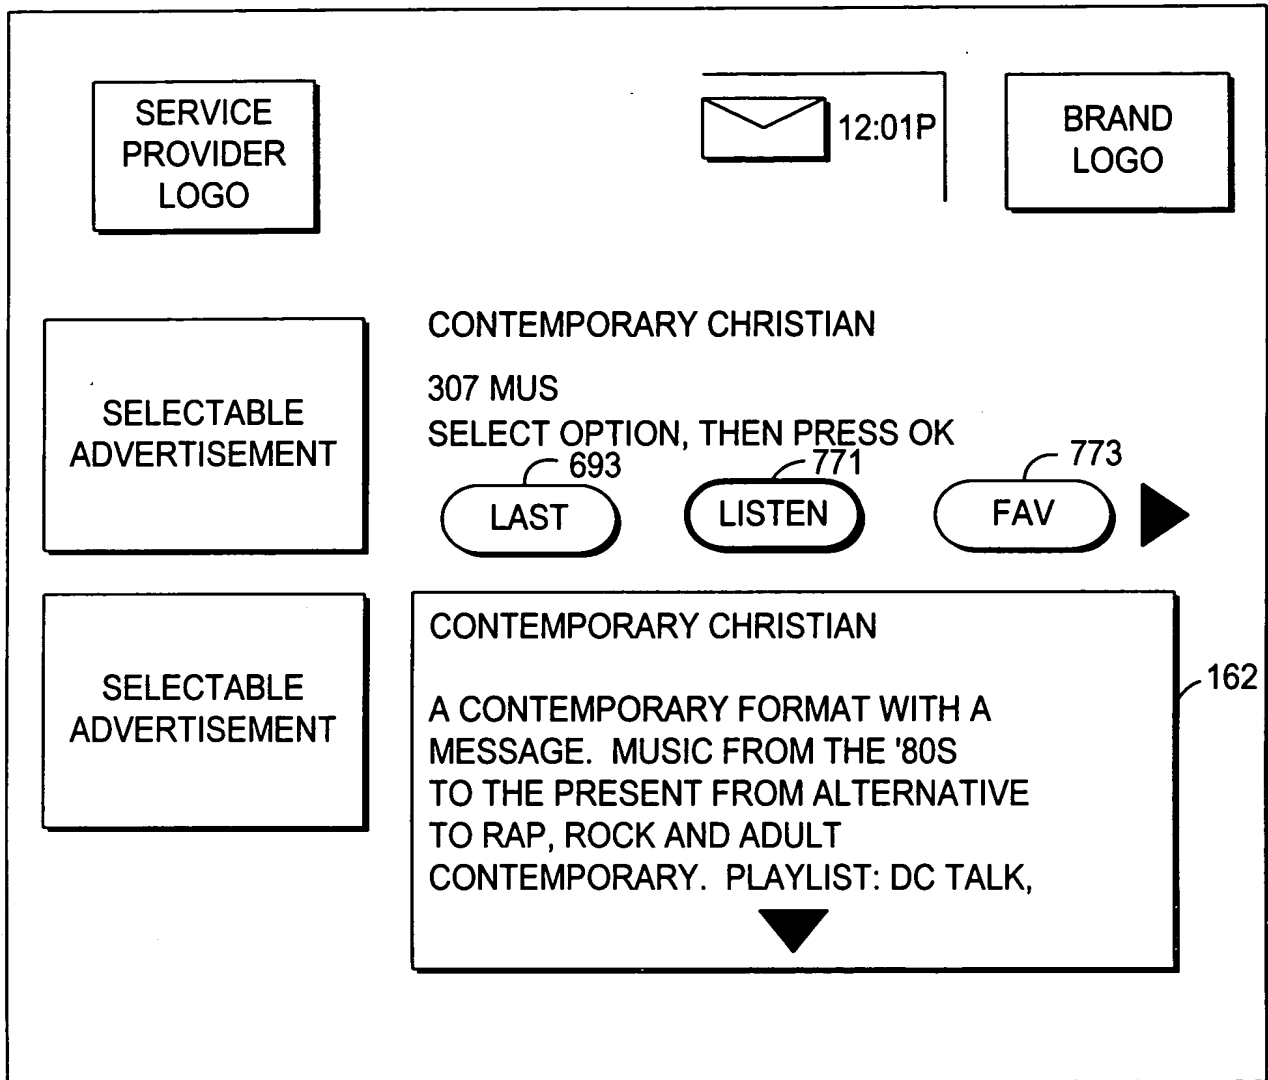 SERVICE
PROVIDER
LOGO
12:01P
BRAND
LOGO
SELECTABLE
ADVERTISEMENT
CONTEMPORARY CHRISTIAN
307 MUS
SELECT OPTION, THEN PRESS OK
693
771
773
LAST
LISTEN
FAV
SELECTABLE
ADVERTISEMENT
CONTEMPORARY CHRISTIAN
162
A CONTEMPORARY FORMAT WITH A
MESSAGE. MUSIC FROM THE '80S
TO THE PRESENT FROM ALTERNATIVE
TO RAP, ROCK AND ADULT
CONTEMPORARY. PLAYLIST: DC TALK,